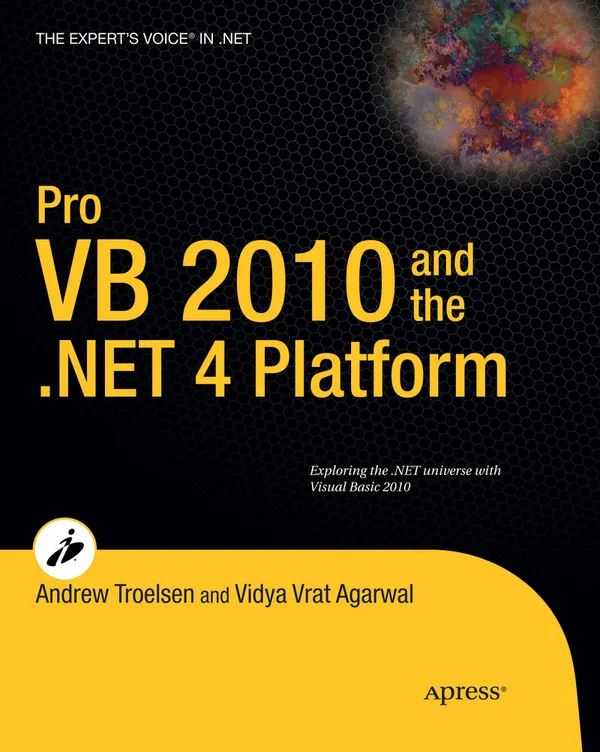 THE EXPERT'S VOICE® IN .NET
Pro
VB 2010 and the
.NET 4 Platform
Exploring the .NET universe with
Visual Basic 2010
Andrew Troelsen and Vidya Vrat Agarwal
Apress®